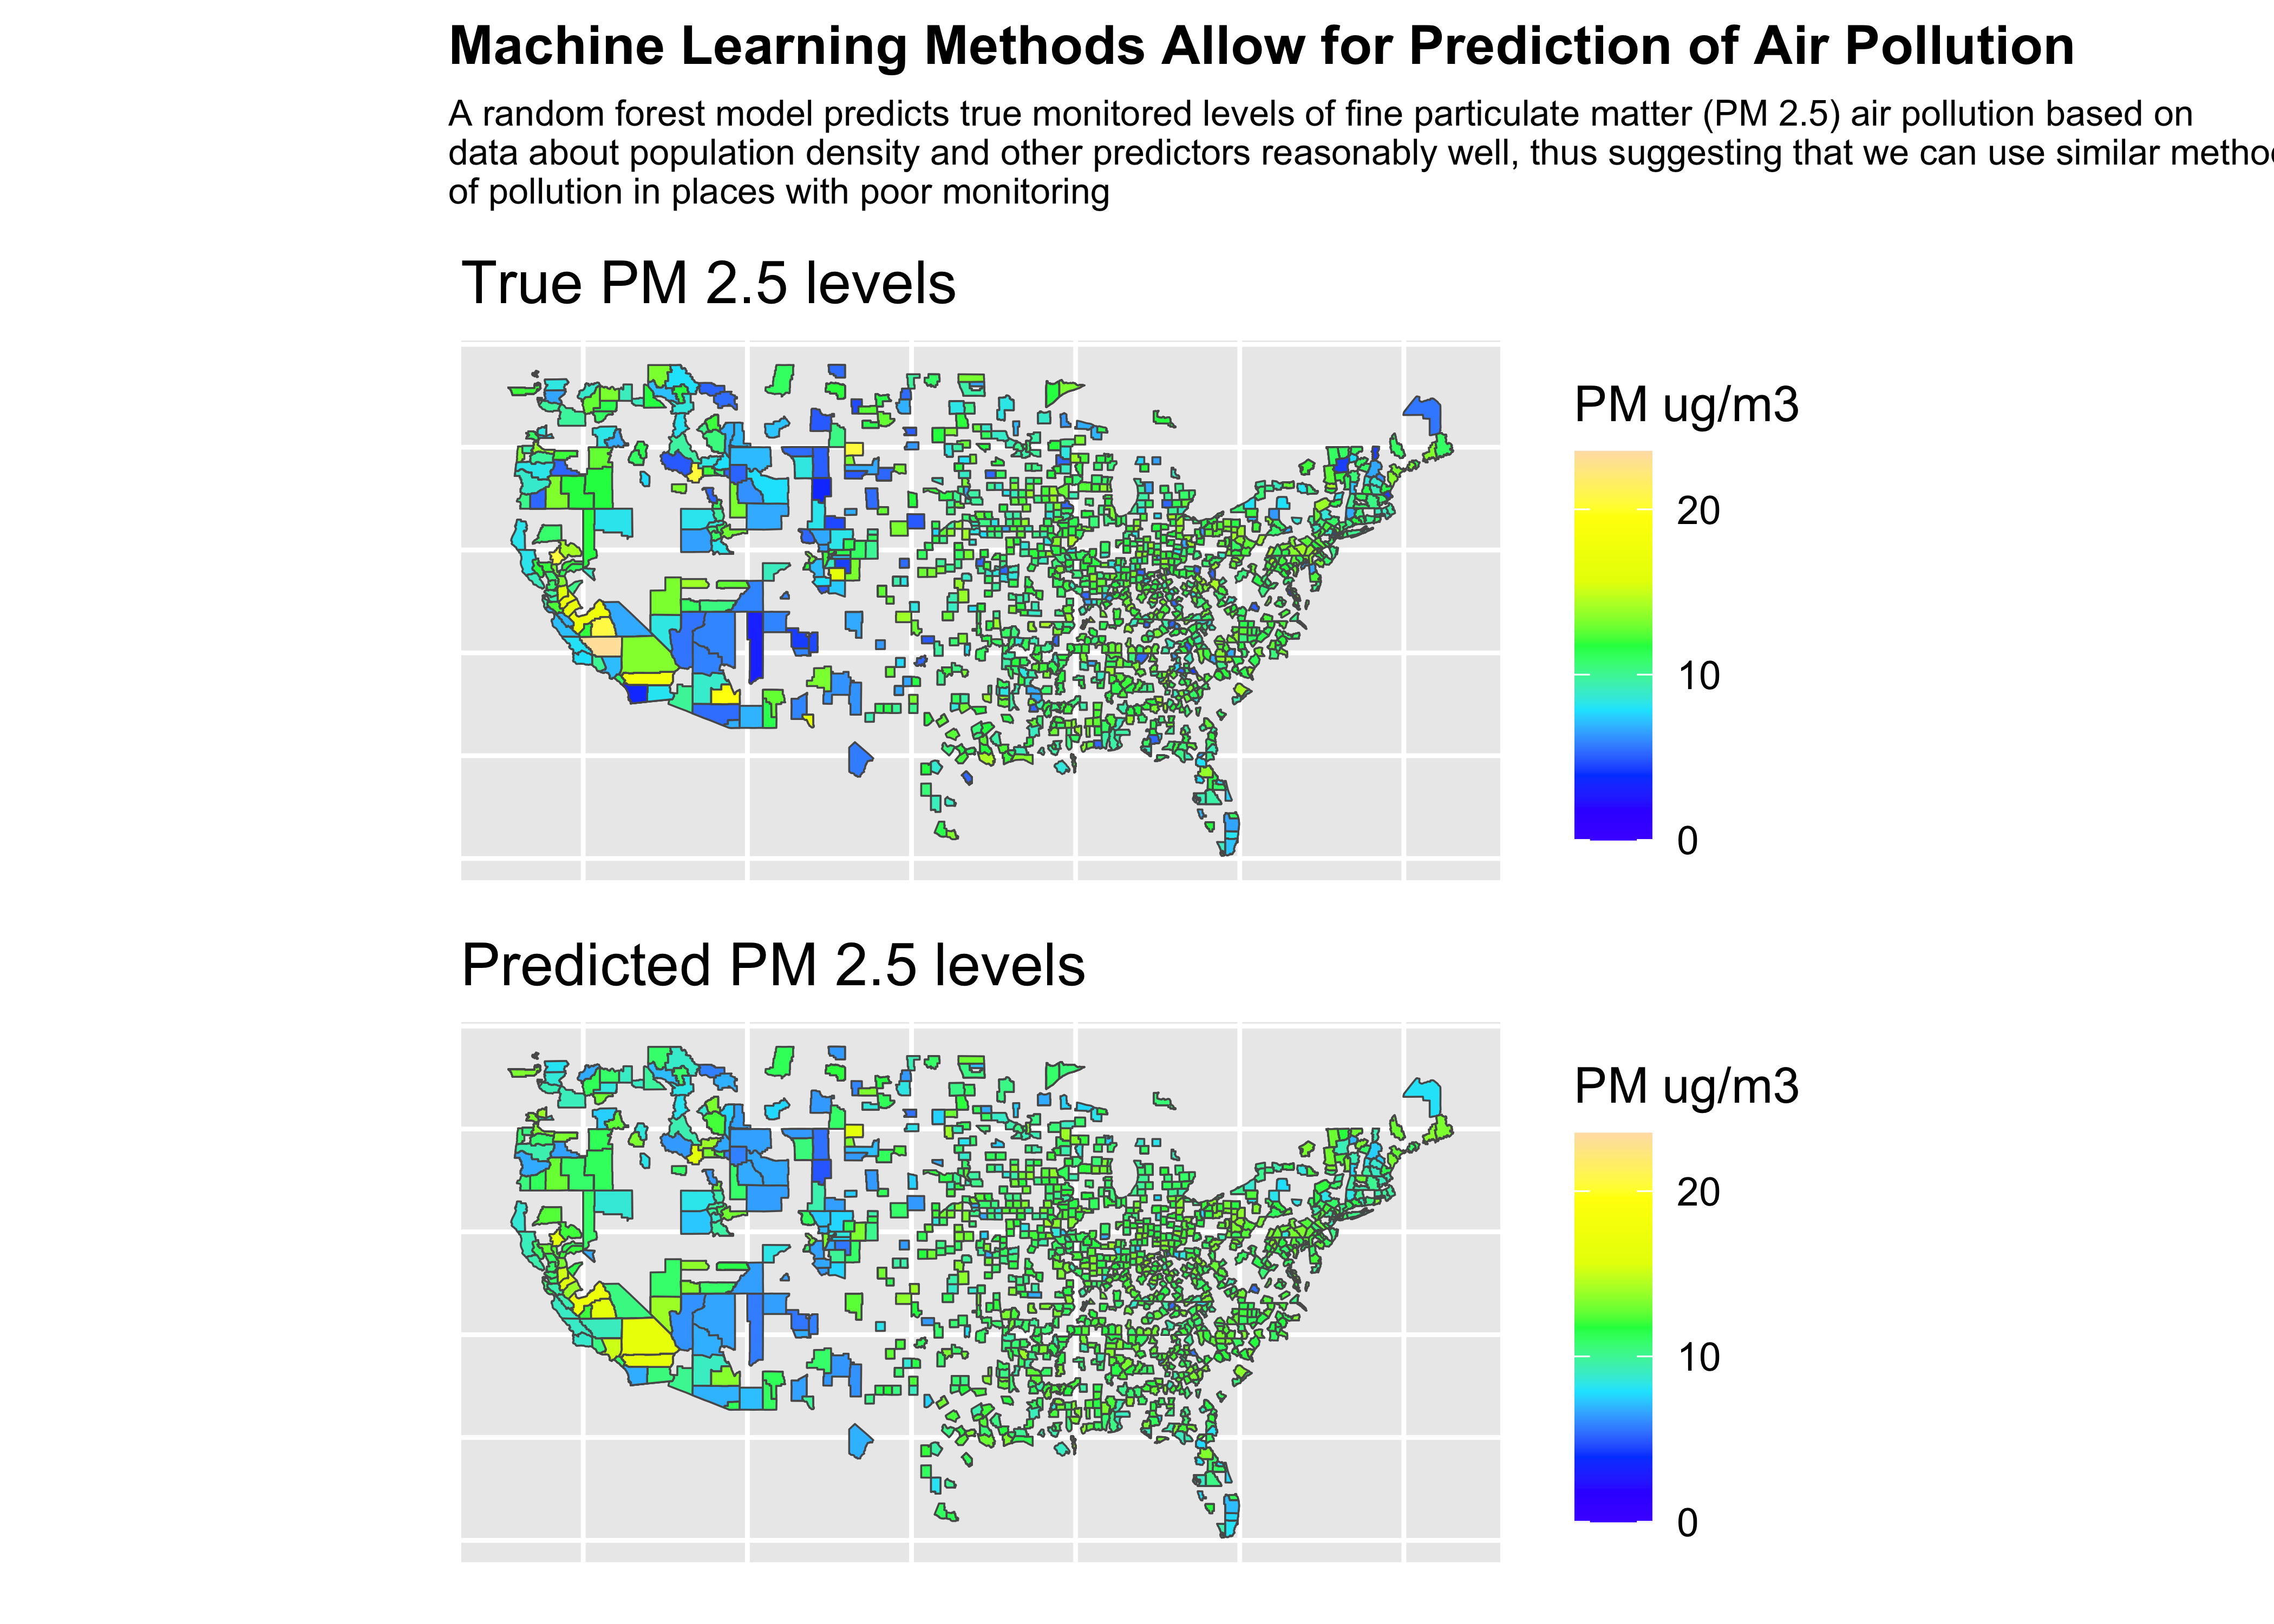 Machine Learning Methods Allow for Prediction of Air Pollution
A random forest model predicts true monitored levels of fine particulate matter (PM 2.5) air pollution based on
data about population density and other predictors reasonably well, thus suggesting that we can use similar
of pollution in places with poor monitoring
True PM 2.5 levels
PM ug/m3
20
10
0
Predicted PM 2.5 levels
PM ug/m3
20
10
0